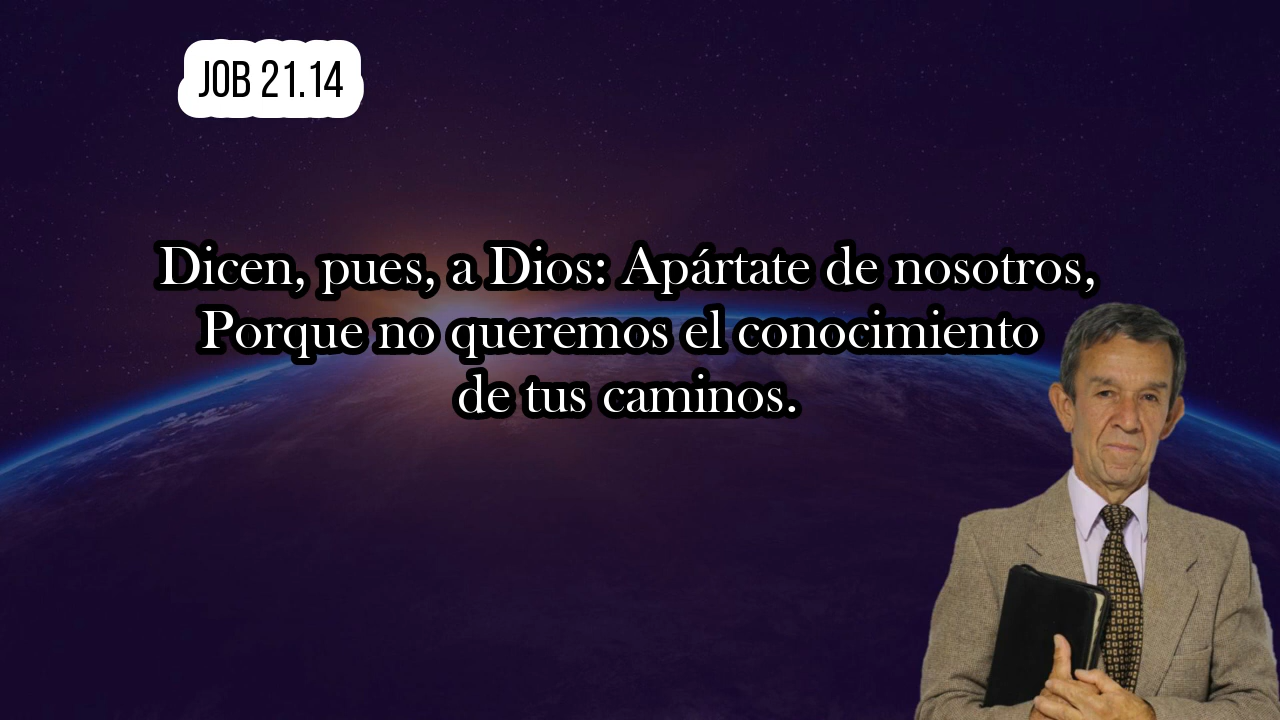 JOB 21.14
Dicen, pues, a Dios: Apártate de nosotros,
Porque no queremos el conocimiento
de tus caminos.